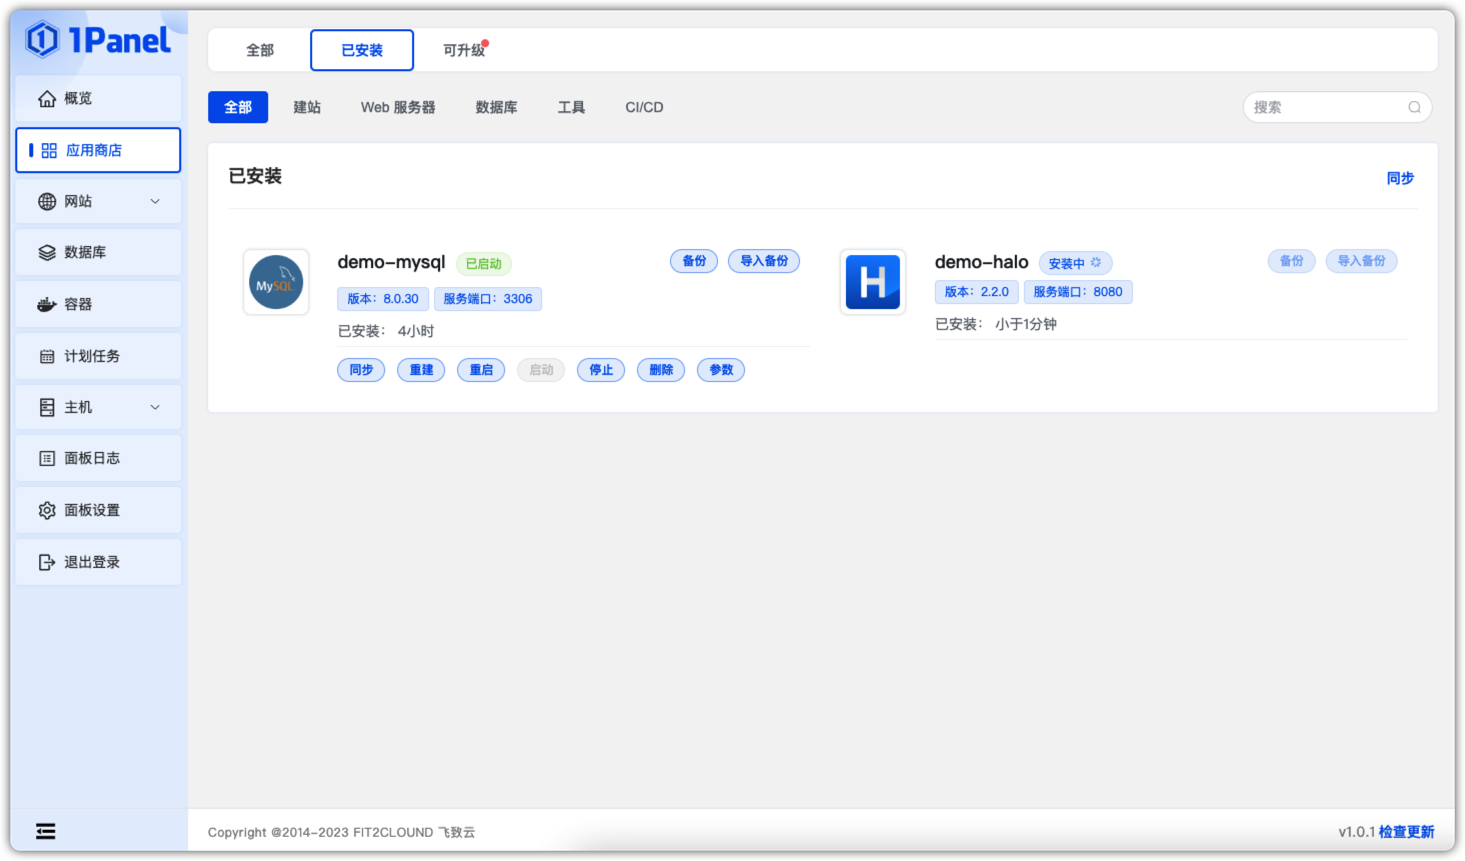 1Panel
概览
应用商店
网站
数据库
容器
计划任务
主机
面板日志
面板设置
退出登录
全部 已安装 可升级
全部 建站 Web 服务器 数据库 工具 CI/CD 搜索
已安装 同步
MySQL
demo-mysql 已启动 备份 导入备份
版本：8.0.30 服务端口：3306
已安装： 4小时
同步 重建 重启 启动 停止 删除 参数
H
demo-halo 安装中 备份 导入备份
版本：2.2.0 服务端口：8080
已安装： 小于1分钟
Copyright @2014-2023 FIT2CLOUND 飞致云 v1.0.1 检查更新